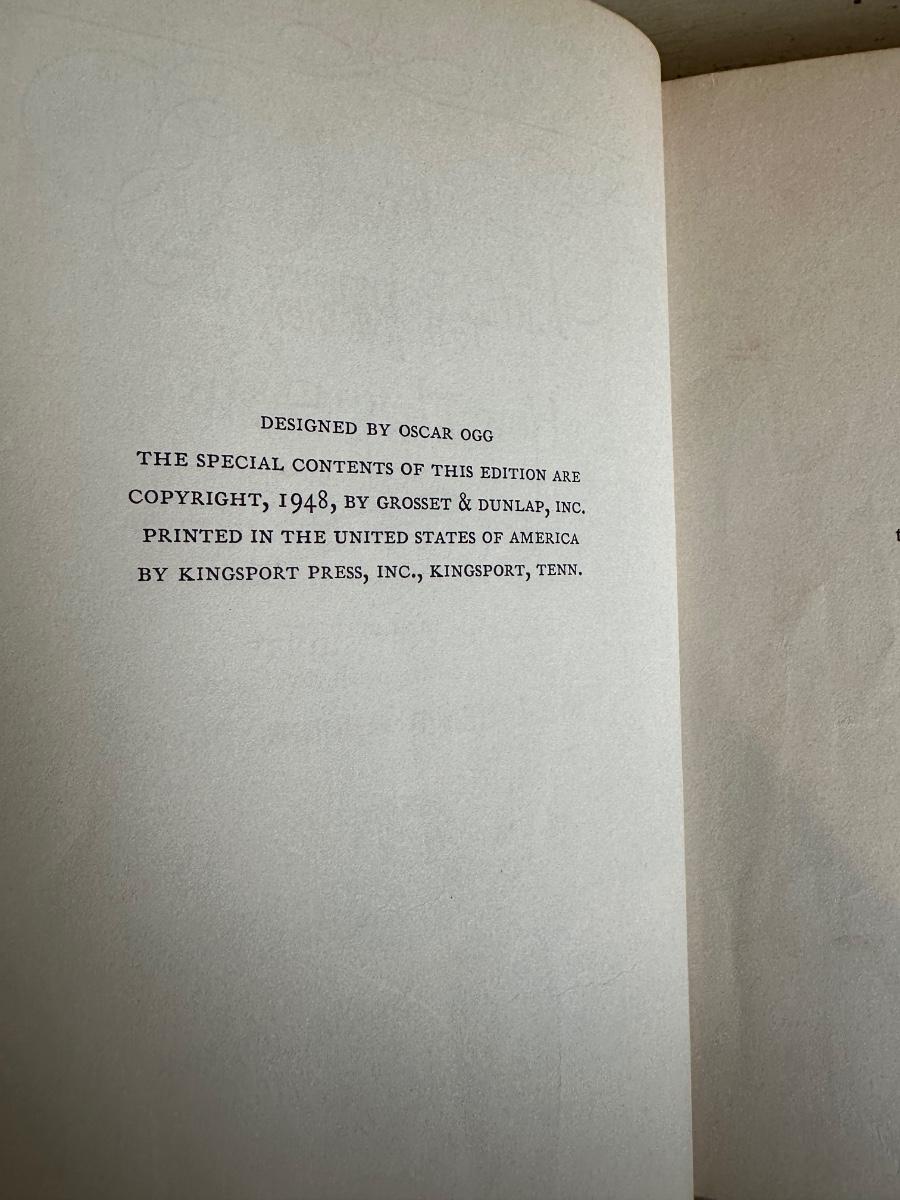 DESIGNED BY OSCAR OGG
THE SPECIAL CONTENTS OF THIS EDITION ARE
COPYRIGHT, 1948, BY GROSSET & DUNLAP, INC.
PRINTED IN THE UNITED STATES OF AMERICA
BY KINGSPORT PRESS, INC., KINGSPORT, TENN.